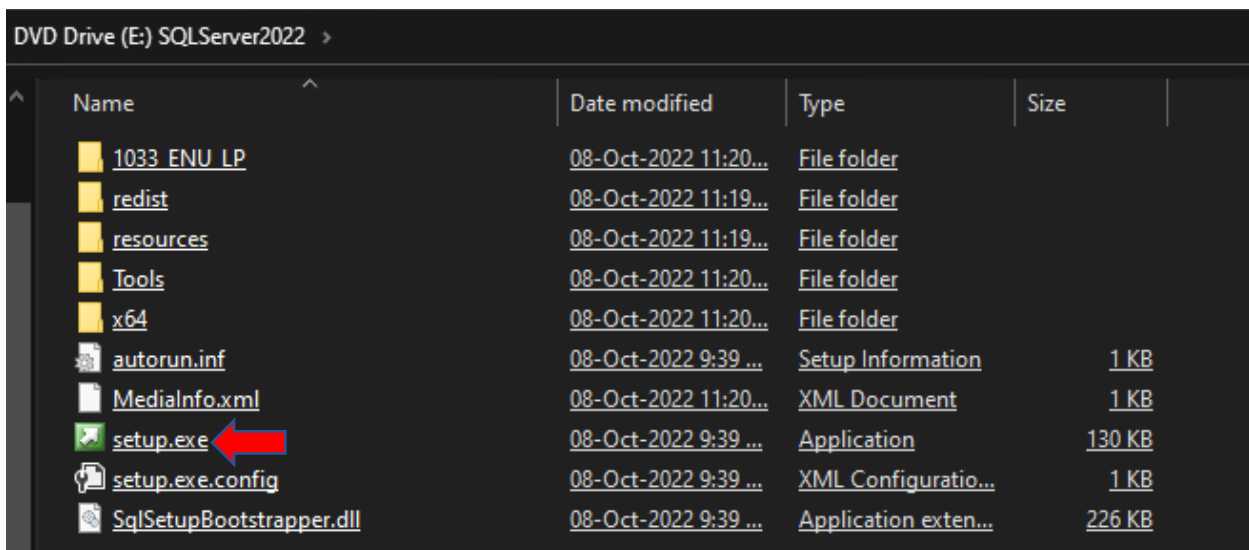 DVD Drive (E:) SQLServer2022 >
Name Date modified Type Size
1033_ENU_LP 08-Oct-2022 11:20... File folder
redist 08-Oct-2022 11:19... File folder
resources 08-Oct-2022 11:19... File folder
Tools 08-Oct-2022 11:20... File folder
x64 08-Oct-2022 11:20... File folder
autorun.inf 08-Oct-2022 9:39 ... Setup Information 1 KB
MediaInfo.xml 08-Oct-2022 11:20... XML Document 1 KB
setup.exe 08-Oct-2022 9:39 ... Application 130 KB
setup.exe.config 08-Oct-2022 9:39 ... XML Configuratio... 1 KB
SqlSetupBootstrapper.dll 08-Oct-2022 9:39 ... Application exten... 226 KB